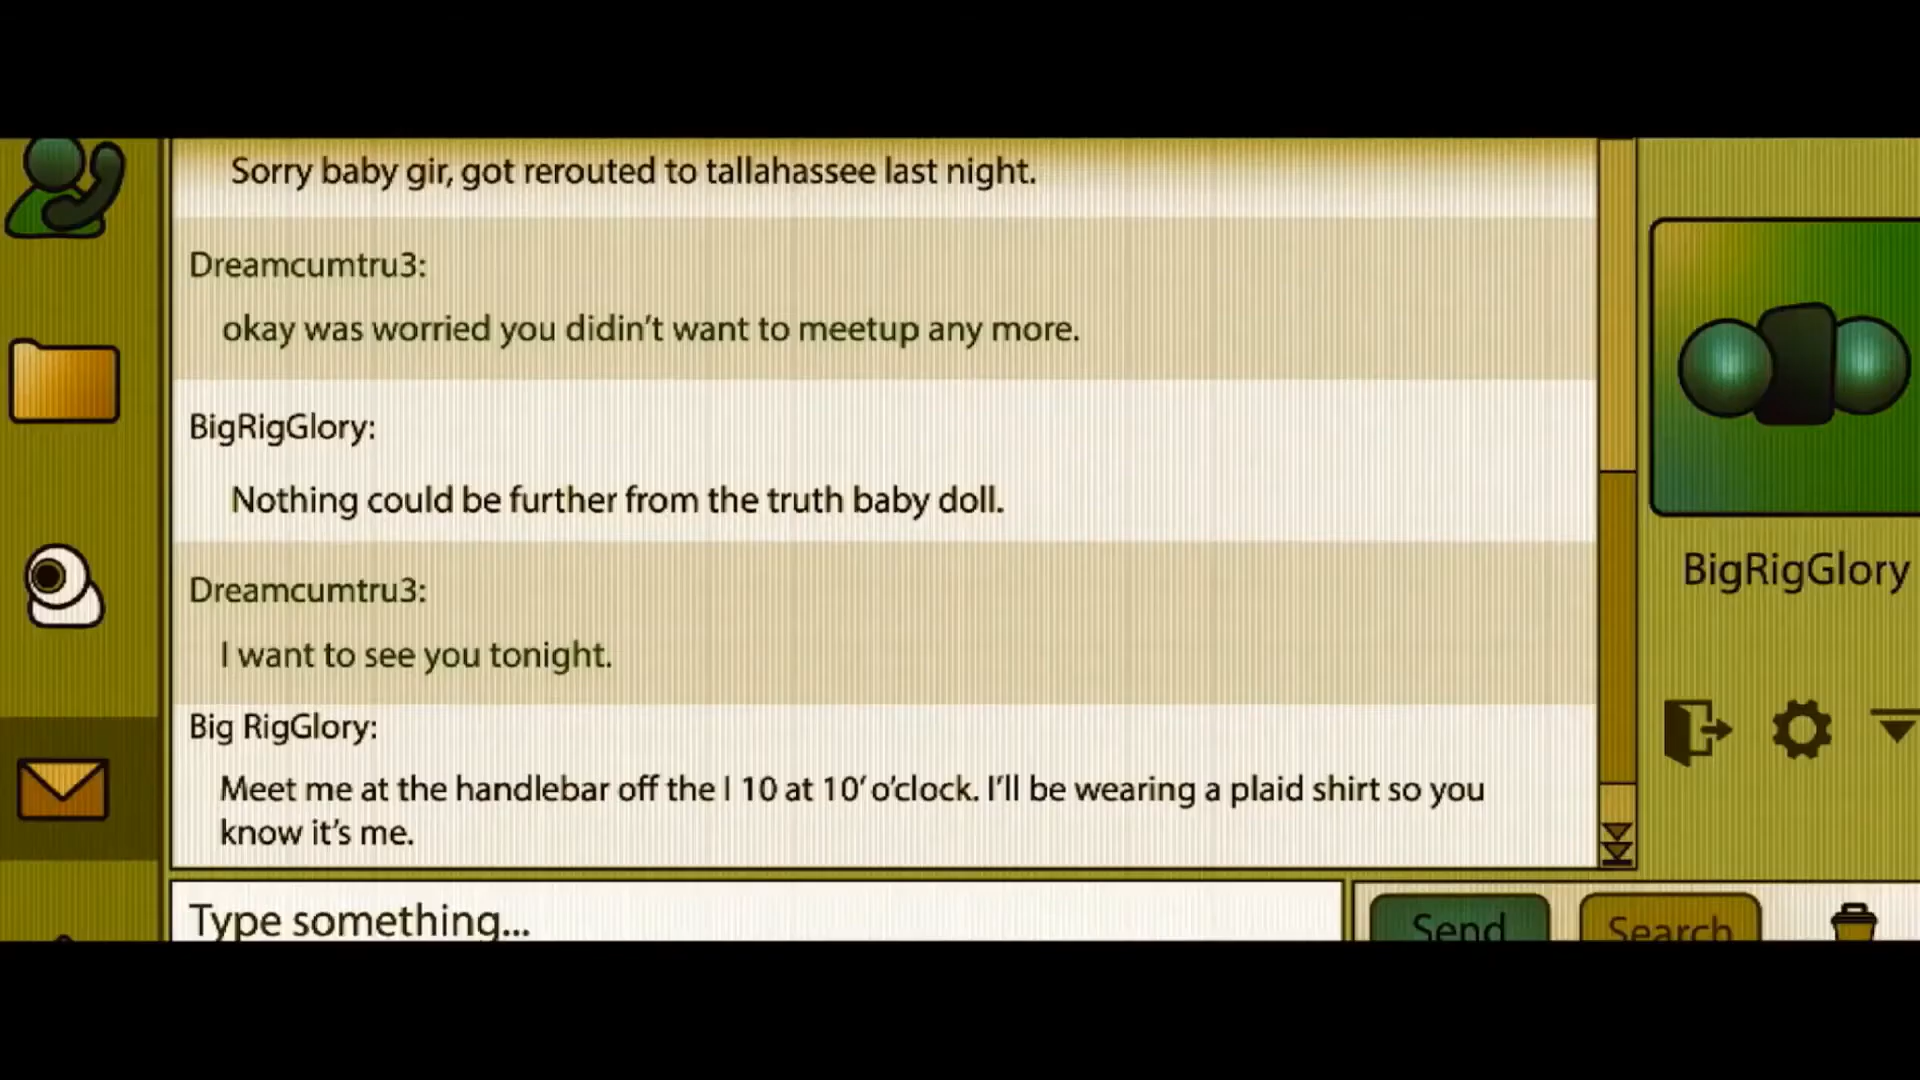 Sorry baby gir, got rerouted to tallahassee last night.
Dreamcumtru3:
okay was worried you didin't want to meetup any more.
BigRigGlory:
Nothing could be further from the truth baby doll.
BigRigGlory
Dreamcumtru3:
I want to see you tonight.
Big RigGlory:
Meet me at the handlebar off the I 10 at 10' o'clock. I'll be wearing a plaid shirt so you
know it's me.
Type something...
Send
Search